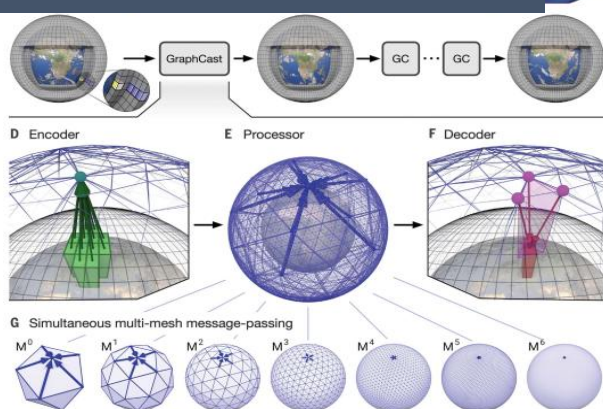 GraphCast
GC ... GC
D Encoder
E Processor
F Decoder
G Simultaneous multi-mesh message-passing
M⁰ M¹ M² M³ M⁴ M⁵ M⁶